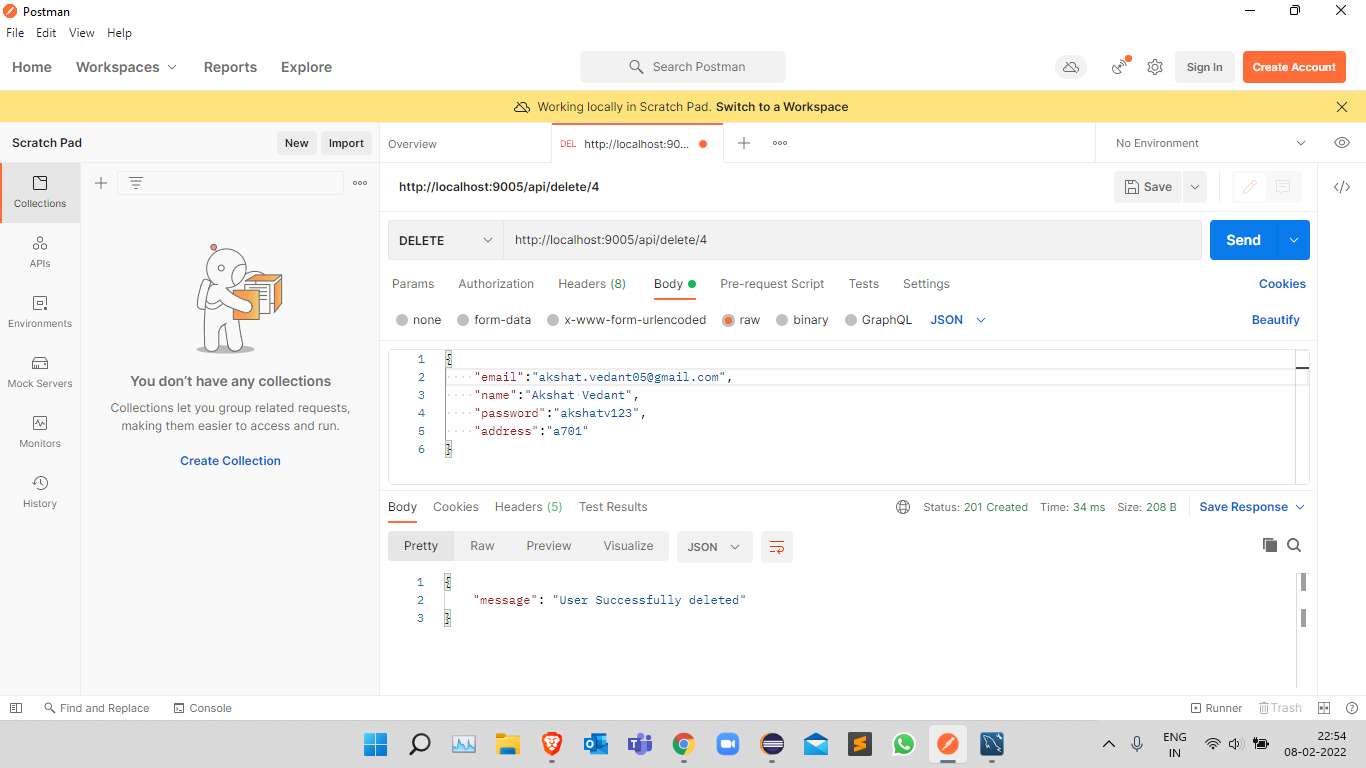 Postman
File Edit View Help
Home Workspaces Reports Explore
Search Postman
Sign In
Create Account
Working locally in Scratch Pad. Switch to a Workspace
Scratch Pad
New
Import
Overview
DEL http://localhost:90...
No Environment
Collections
APIs
Environments
Mock Servers
Monitors
History
You don't have any collections
Collections let you group related requests,
making them easier to access and run.
Create Collection
http://localhost:9005/api/delete/4
Save
DELETE
http://localhost:9005/api/delete/4
Send
Params Authorization Headers (8) Body Pre-request Script Tests Settings
Cookies
none form-data x-www-form-urlencoded raw binary GraphQL JSON
Beautify
1 {
2 "email":"akshat.vedant05@gmail.com",
3 "name":"Akshat Vedant",
4 "password":"akshatv123",
5 "address":"a701"
6 }
Body Cookies Headers (5) Test Results
Status: 201 Created Time: 34 ms Size: 208 B
Save Response
Pretty Raw Preview Visualize JSON
1 {
2 "message": "User Successfully deleted"
3 }
Find and Replace
Console
Runner
Trash
ENG
IN
22:54
08-02-2022